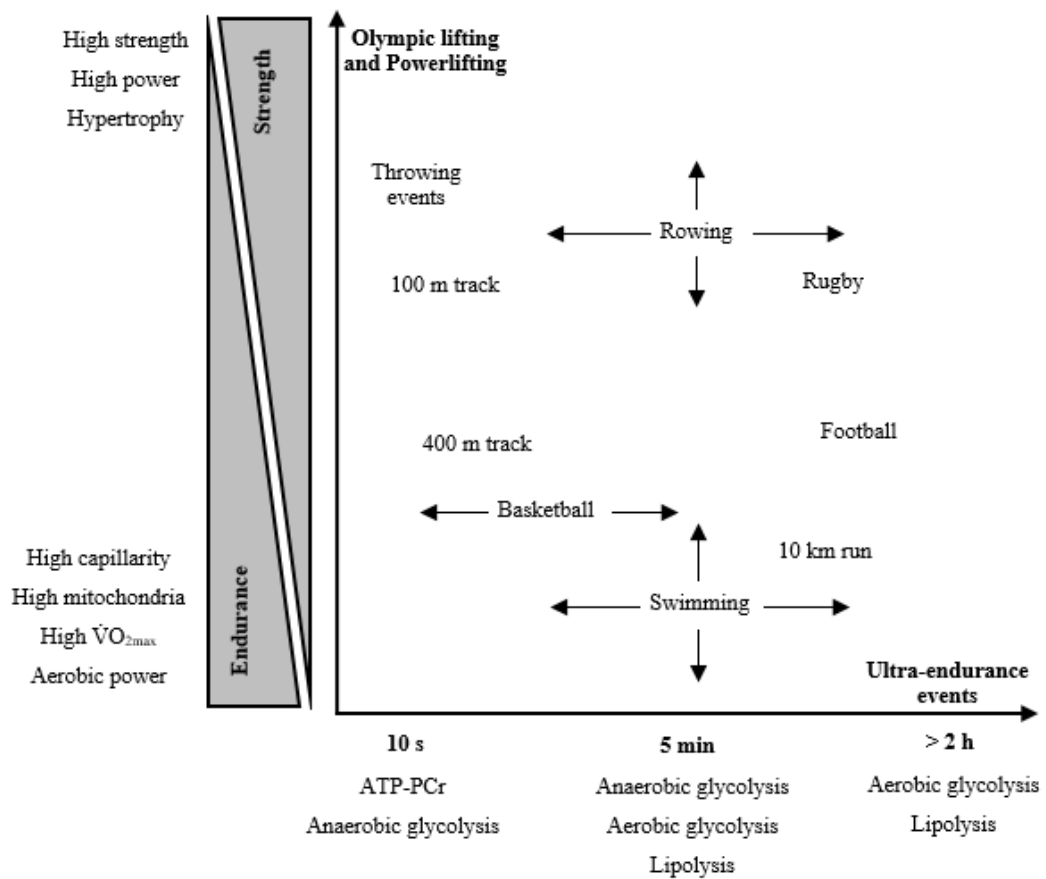 High strength
High power
Hypertrophy
Strength
Endurance
High capillarity
High mitochondria
High V̇O₂max
Aerobic power
Olympic lifting
and Powerlifting
Throwing
events
Rowing
100 m track
Rugby
400 m track
Football
Basketball
10 km run
Swimming
Ultra-endurance
events
10 s
5 min
> 2 h
ATP-PCr
Anaerobic glycolysis
Anaerobic glycolysis
Aerobic glycolysis
Lipolysis
Aerobic glycolysis
Lipolysis